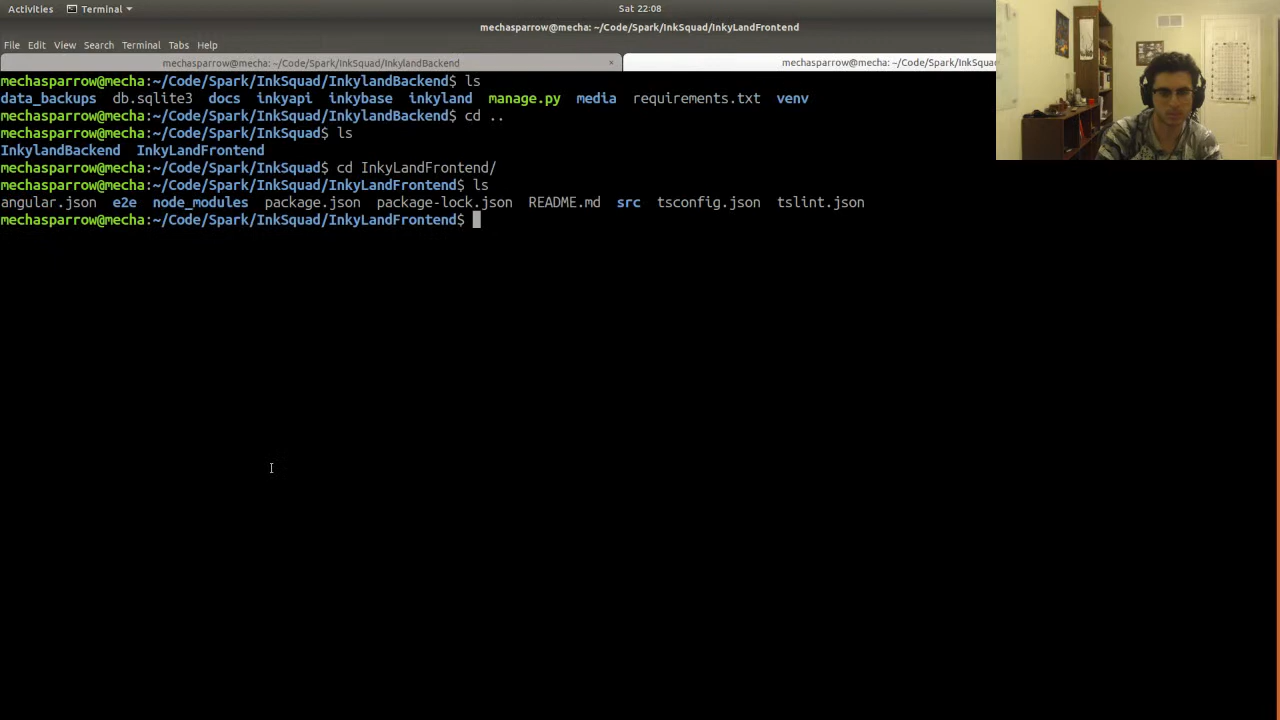 Activities Terminal Sat 22:08
mechasparrow@mecha: ~/Code/Spark/InkSquad/InkyLandFrontend
File Edit View Search Terminal Tabs Help
mechasparrow@mecha: ~/Code/Spark/InkSquad/InkylandBackend × mechasparrow@mecha: ~/Code/Spark/InkSqua
mechasparrow@mecha:~/Code/Spark/InkSquad/InkylandBackend$ ls
data_backups db.sqlite3 docs inkyapi inkybase inkyland manage.py media requirements.txt venv
mechasparrow@mecha:~/Code/Spark/InkSquad/InkylandBackend$ cd ..
mechasparrow@mecha:~/Code/Spark/InkSquad$ ls
InkylandBackend InkyLandFrontend
mechasparrow@mecha:~/Code/Spark/InkSquad$ cd InkyLandFrontend/
mechasparrow@mecha:~/Code/Spark/InkSquad/InkyLandFrontend$ ls
angular.json e2e node_modules package.json package-lock.json README.md src tsconfig.json tslint.json
mechasparrow@mecha:~/Code/Spark/InkSquad/InkyLandFrontend$